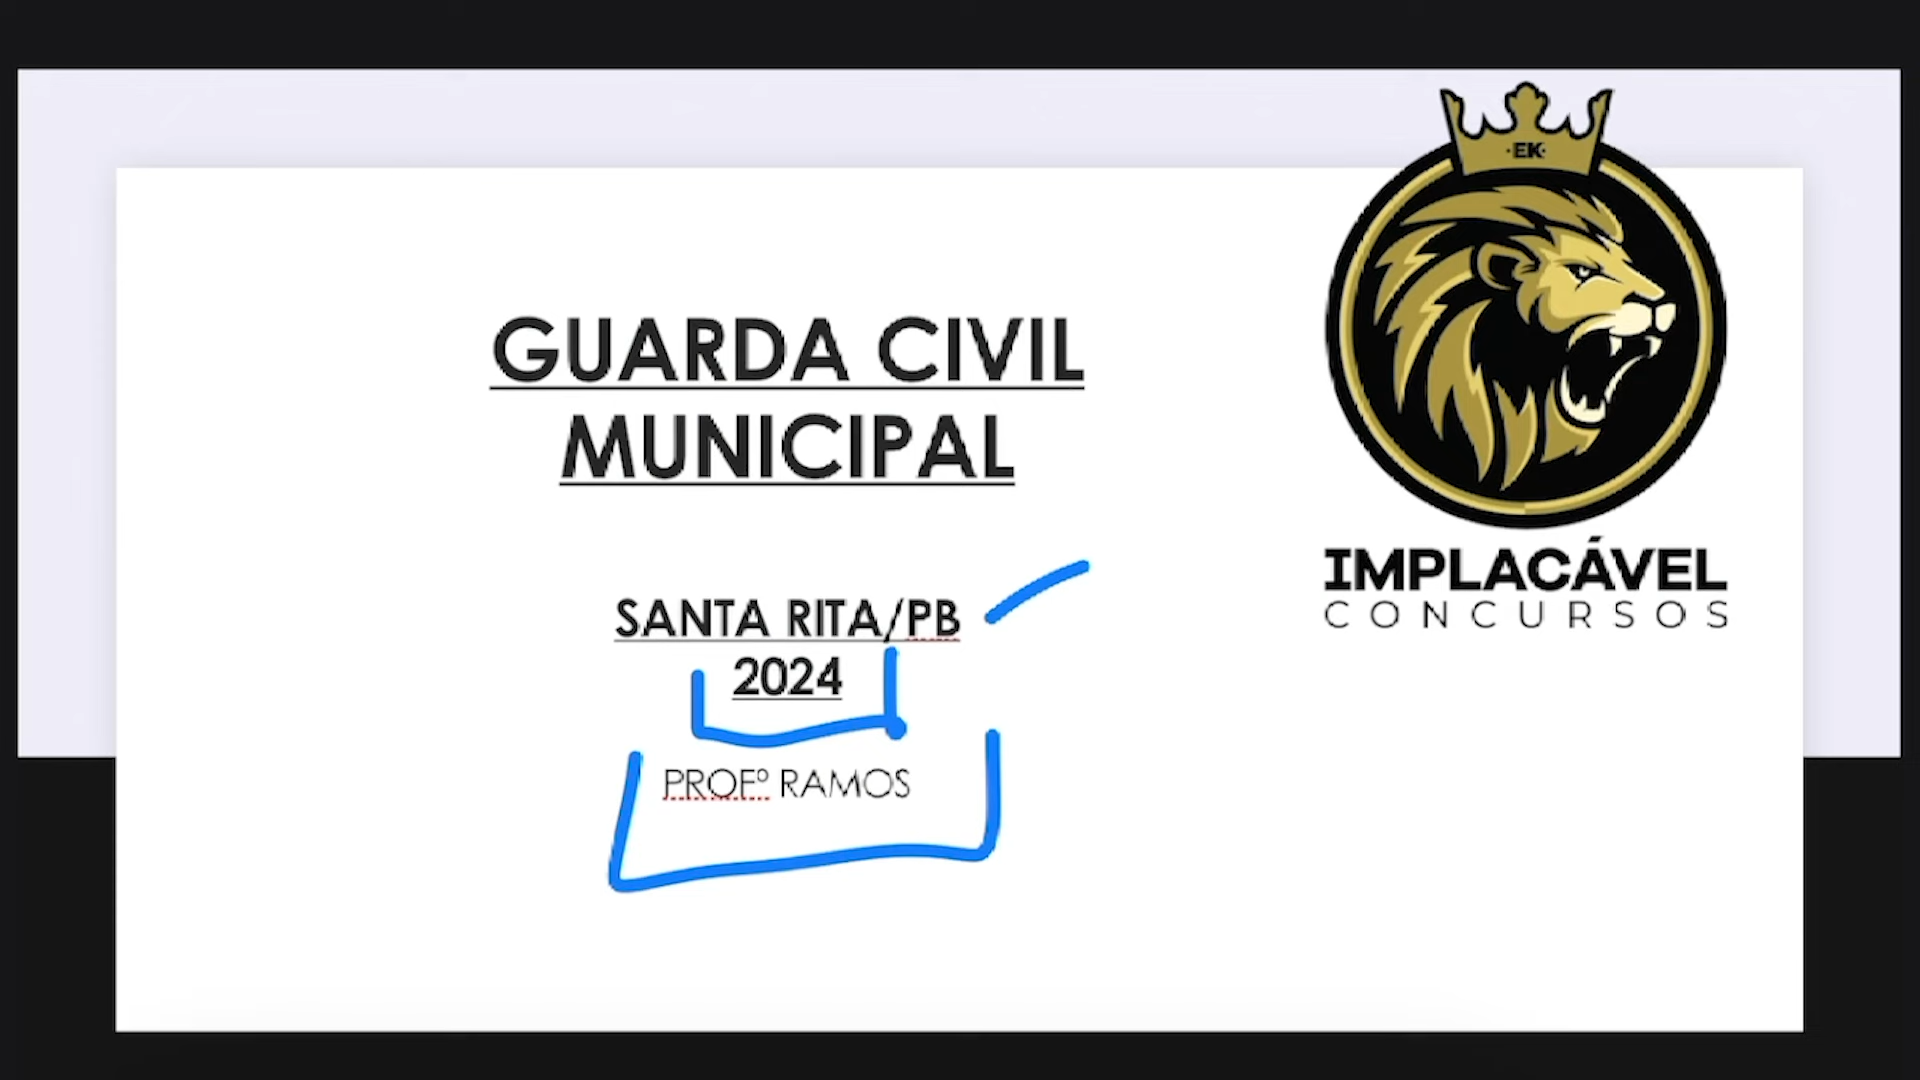 ·EK·
GUARDA CIVIL
MUNICIPAL
IMPLACÁVEL
CONCURSOS
SANTA RITA/PB
2024
PROFº RAMOS